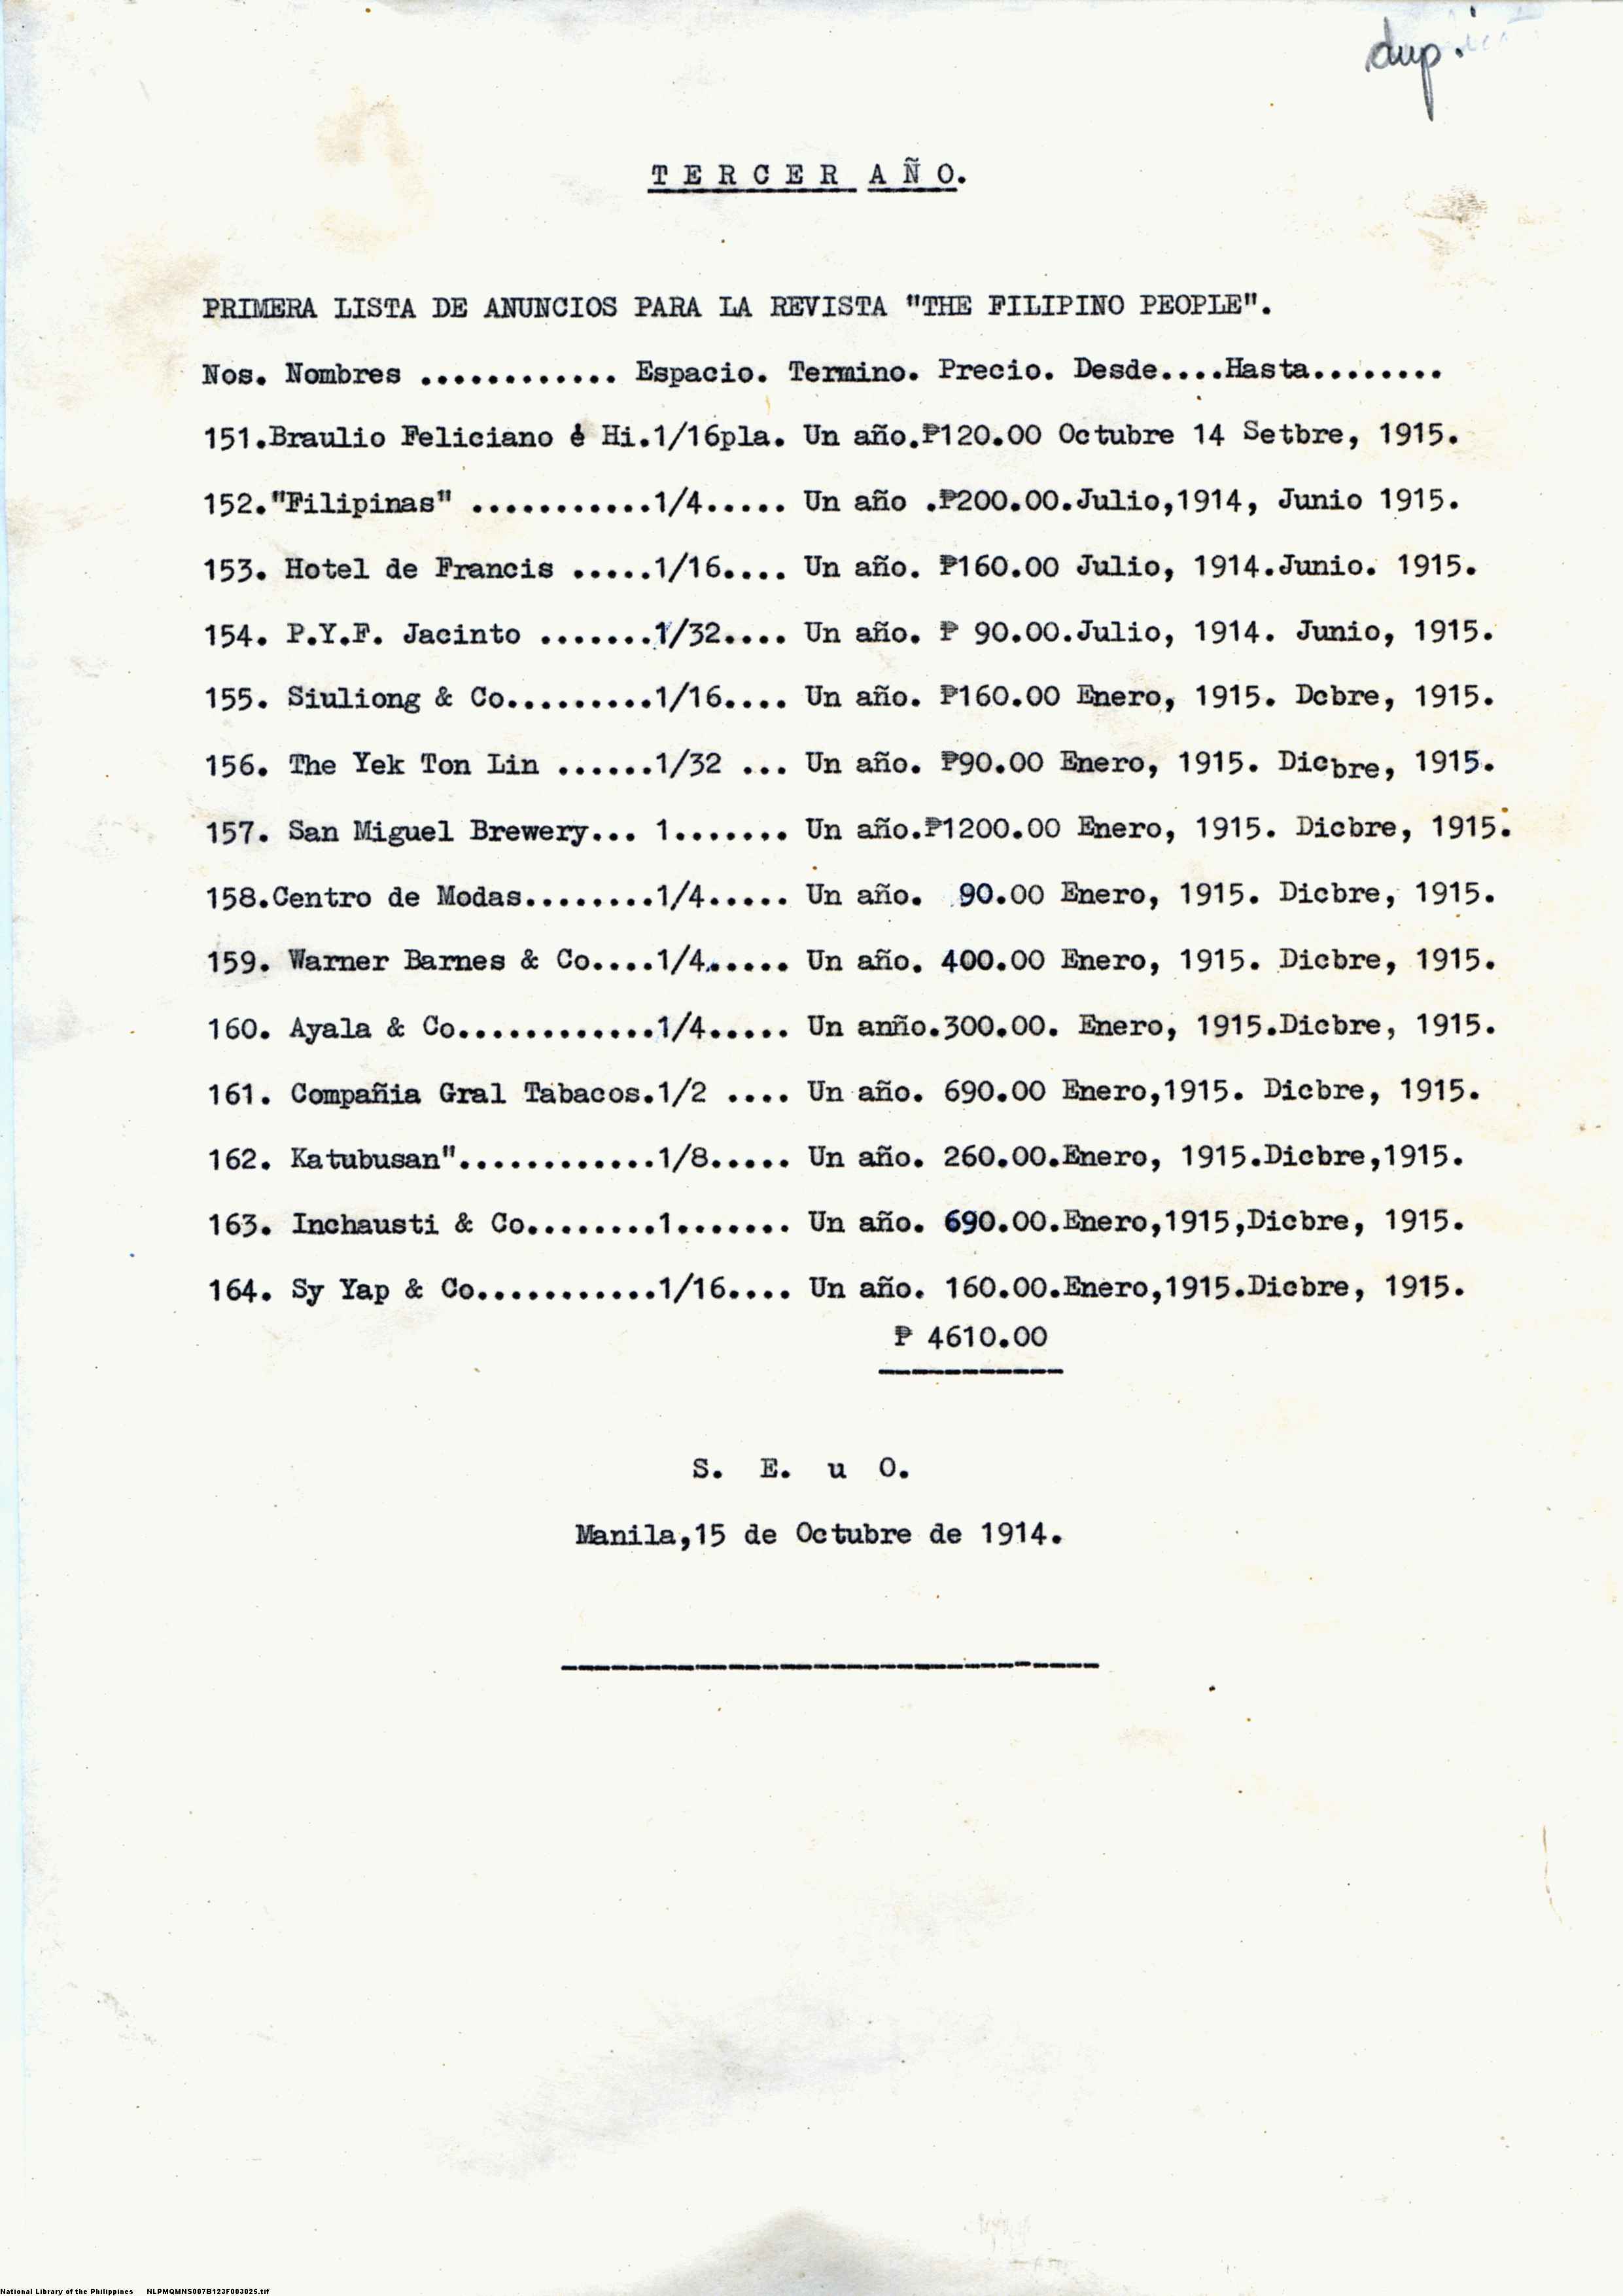 dup.
TERCER AÑO.
PRIMERA LISTA DE ANUNCIOS PARA LA REVISTA "THE FILIPINO PEOPLE".
Nos. Nombres ............ Espacio. Termino. Precio. Desde....Hasta........
151.Braulio Feliciano é Hi.1/16pla. Un año.₱120.00 Octubre 14 Setbre, 1915.
152."Filipinas" ...........1/4..... Un año .₱200.00.Julio,1914, Junio 1915.
153. Hotel de Francis .....1/16.... Un año. ₱160.00 Julio, 1914.Junio. 1915.
154. P.Y.F. Jacinto .......1/32.... Un año. ₱ 90.00.Julio, 1914. Junio, 1915.
155. Siuliong & Co.........1/16.... Un año. ₱160.00 Enero, 1915. Dcbre, 1915.
156. The Yek Ton Lin ......1/32 ... Un año. ₱90.00 Enero, 1915. Dicbre, 1915.
157. San Miguel Brewery... 1....... Un año.₱1200.00 Enero, 1915. Dicbre, 1915.
158.Centro de Modas........1/4..... Un año. 90.00 Enero, 1915. Dicbre, 1915.
159. Warner Barnes & Co....1/4...... Un año. 400.00 Enero, 1915. Dicbre, 1915.
160. Ayala & Co............1/4..... Un anño.300.00. Enero, 1915.Dicbre, 1915.
161. Compañia Gral Tabacos.1/2 .... Un año. 690.00 Enero,1915. Dicbre, 1915.
162. Katubusan"............1/8..... Un año. 260.00.Enero, 1915.Dicbre,1915.
163. Inchausti & Co........1....... Un año. 690.00.Enero,1915,Dicbre, 1915.
164. Sy Yap & Co...........1/16.... Un año. 160.00.Enero,1915.Dicbre, 1915.
₱ 4610.00
S. E. u O.
Manila,15 de Octubre de 1914.
National Library of the Philippines NLPMQMNS007B123F003025.tif